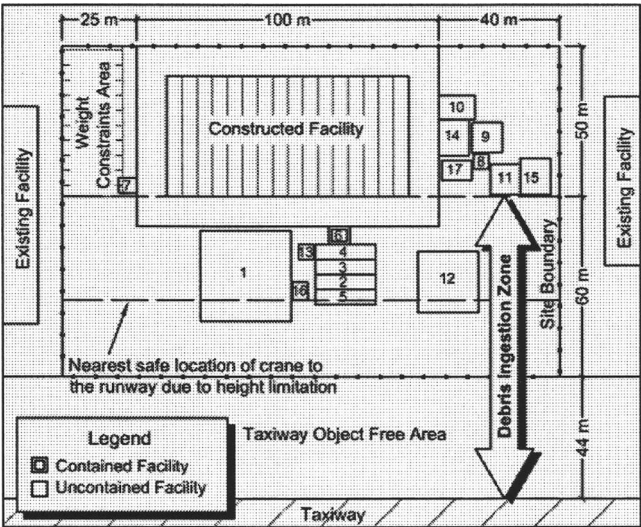 25 m
100 m
40 m
Weight
Constraints Area
Constructed Facility
Existing Facility
Existing Facility
50 m
10
14
9
8
17
11
15
7
6
13
4
3
2
5
1
16
12
60 m
Site Boundary
Debris Ingestion Zone
Nearest safe location of crane to
the runway due to height limitation
44 m
Legend
Contained Facility
Uncontained Facility
Taxiway Object Free Area
Taxiway